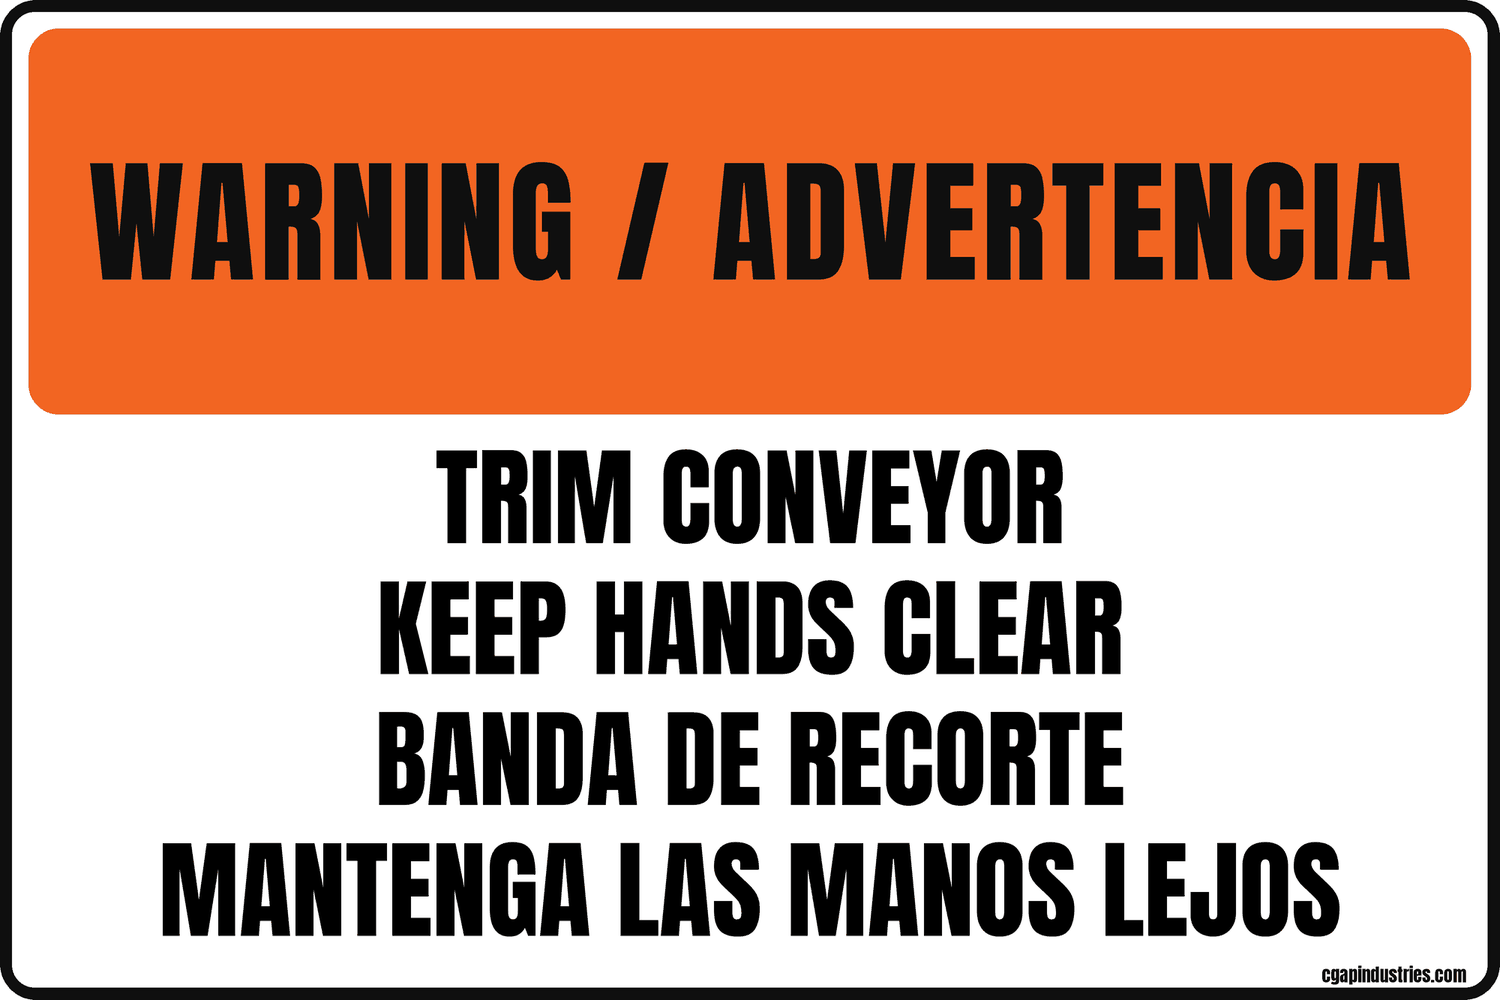 WARNING / ADVERTENCIA
TRIM CONVEYOR
KEEP HANDS CLEAR
BANDA DE RECORTE
MANTENGA LAS MANOS LEJOS
cgapindustries.com